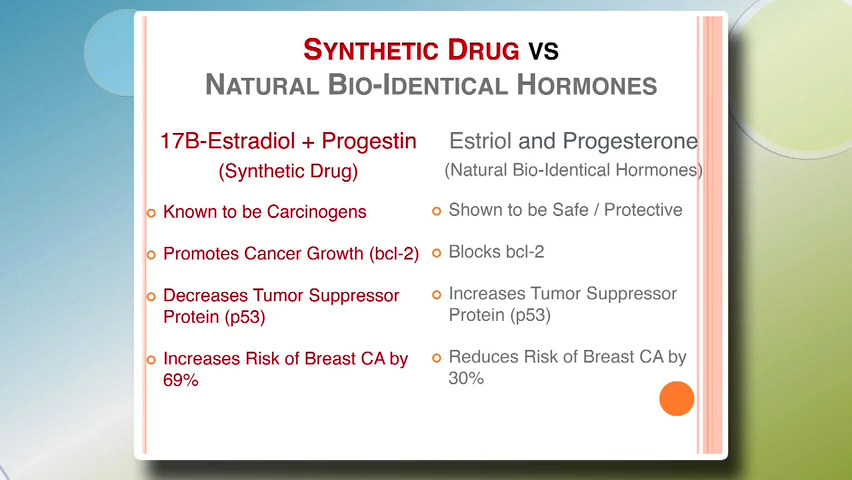 SYNTHETIC DRUG VS
NATURAL BIO-IDENTICAL HORMONES
17B-Estradiol + Progestin
(Synthetic Drug)
Known to be Carcinogens
Promotes Cancer Growth (bcl-2)
Decreases Tumor Suppressor
Protein (p53)
Increases Risk of Breast CA by
69%
Estriol and Progesterone
(Natural Bio-Identical Hormones)
Shown to be Safe / Protective
Blocks bcl-2
Increases Tumor Suppressor
Protein (p53)
Reduces Risk of Breast CA by
30%